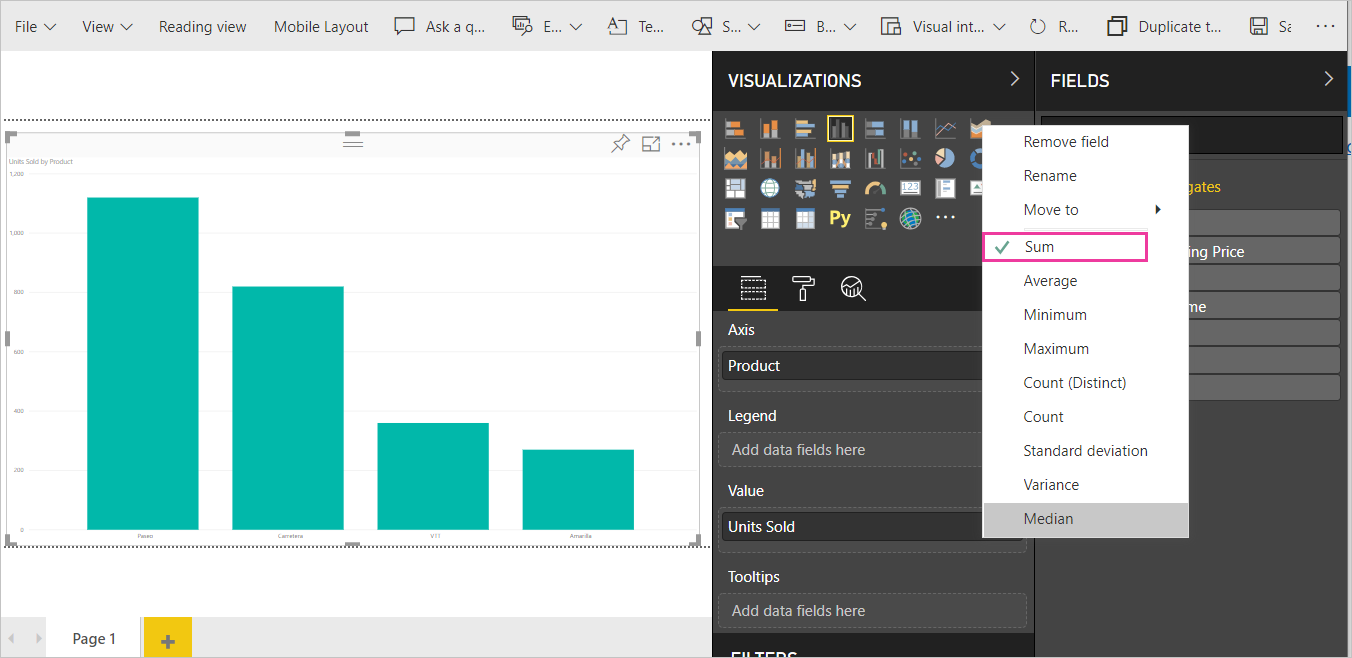 File View Reading view Mobile Layout Ask a q... E... Te... S... B... Visual int... R... Duplicate t... Sa ...
VISUALIZATIONS
FIELDS
Units Sold by Product
1,200
1,000
800
600
400
200
0
Paseo Carretera VTT Amarilla
Page 1
+
123
Py
...
Axis
Product
Legend
Add data fields here
Value
Units Sold
Tooltips
Add data fields here
FILTERS
Remove field
Rename
Move to
Sum
Average
Minimum
Maximum
Count (Distinct)
Count
Standard deviation
Variance
Median
gates
ing Price
me